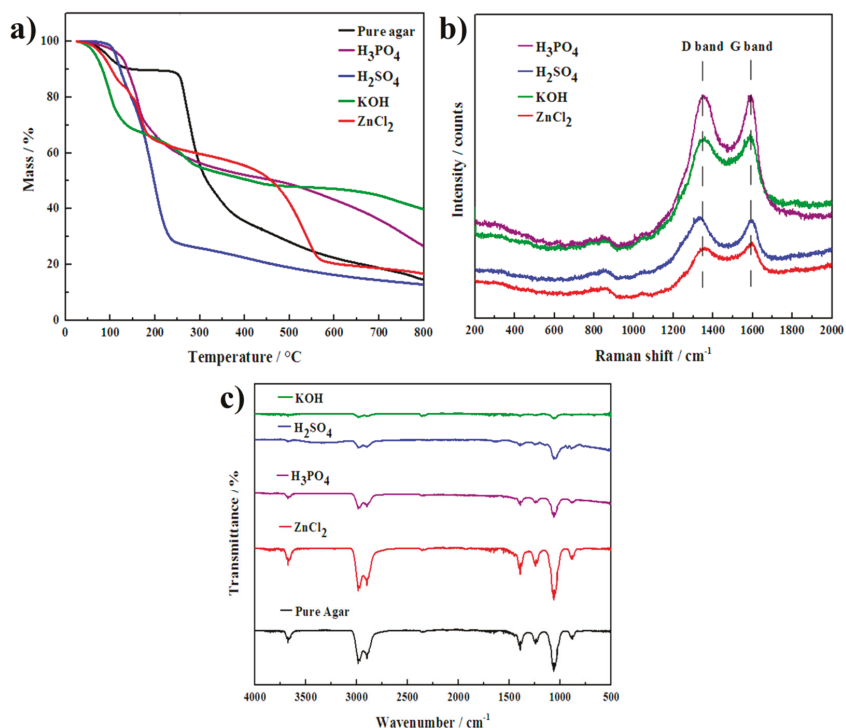 a)
Pure agar
H₃PO₄
H₂SO₄
KOH
ZnCl₂
Mass / %
100
80
60
40
20
0
0 100 200 300 400 500 600 700 800
Temperature / °C
b)
D band G band
H₃PO₄
H₂SO₄
KOH
ZnCl₂
Intensity / counts
200 400 600 800 1000 1200 1400 1600 1800 2000
Raman shift / cm⁻¹
c)
KOH
H₂SO₄
H₃PO₄
ZnCl₂
Pure Agar
Transmittance / %
4000 3500 3000 2500 2000 1500 1000 500
Wavenumber / cm⁻¹